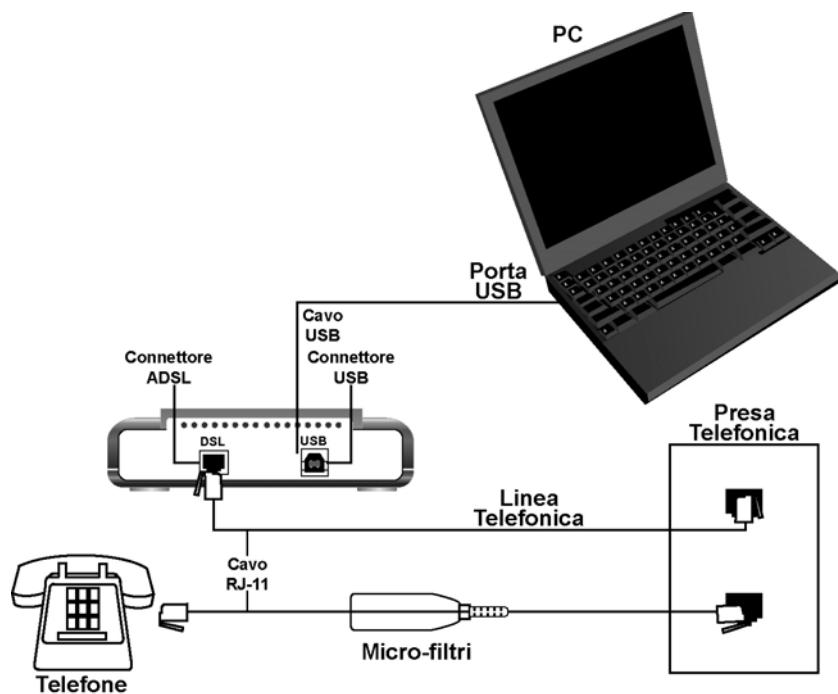 PC
Porta
USB
Cavo
USB
Connettore
ADSL
Connettore
USB
Presa
Telefonica
DSL
USB
Linea
Telefonica
Cavo
RJ-11
Micro-filtri
Telefone